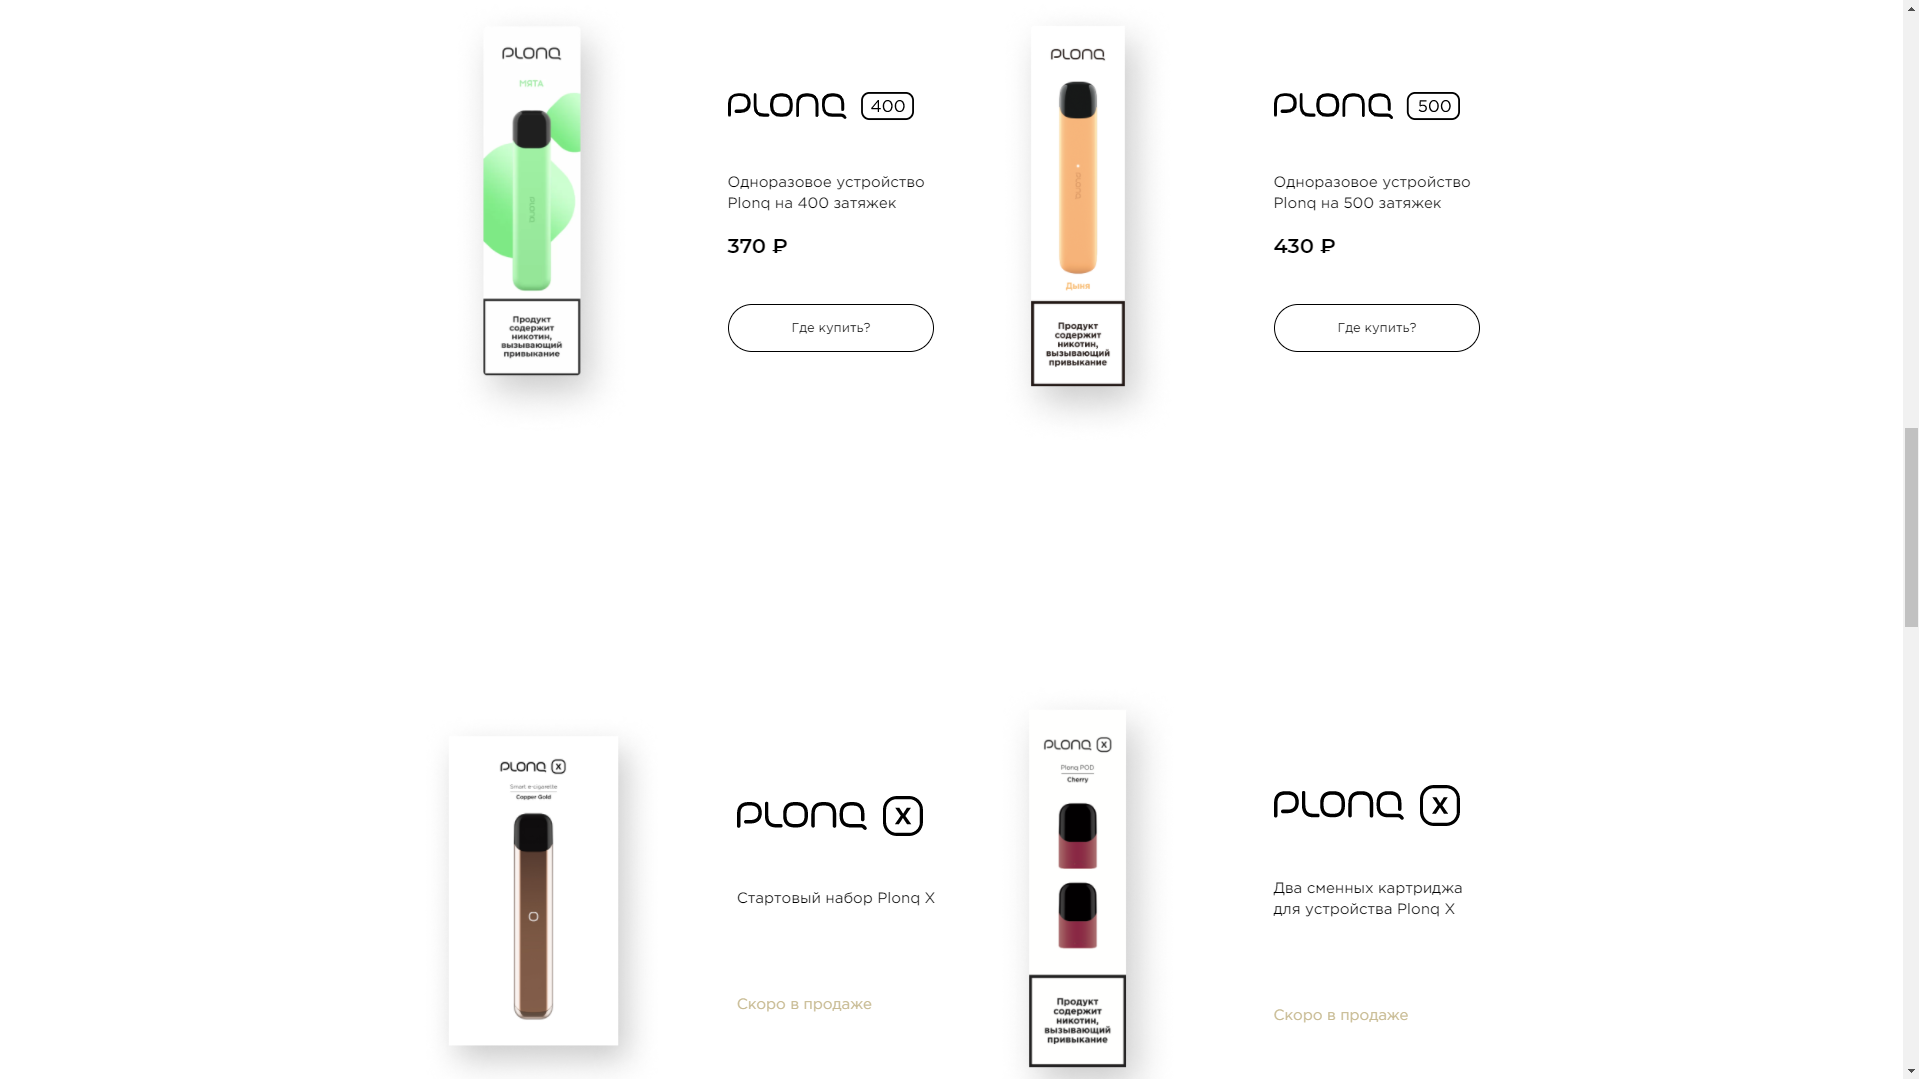 PLONQ
МЯТА
PLONQ
Продукт
содержит
никотин,
вызывающий
привыкание
PLONQ 400
Одноразовое устройство
Plonq на 400 затяжек
370 ₽
Где купить?
PLONQ
PLONQ
Дыня
Продукт
содержит
никотин,
вызывающий
привыкание
PLONQ 500
Одноразовое устройство
Plonq на 500 затяжек
430 ₽
Где купить?
PLONQ X
Smart e-cigarette
Copper Gold
PLONQ X
Стартовый набор Plonq X
Скоро в продаже
PLONQ X
Plonq POD
Cherry
Продукт
содержит
никотин,
вызывающий
привыкание
PLONQ X
Два сменных картриджа
для устройства Plonq X
Скоро в продаже